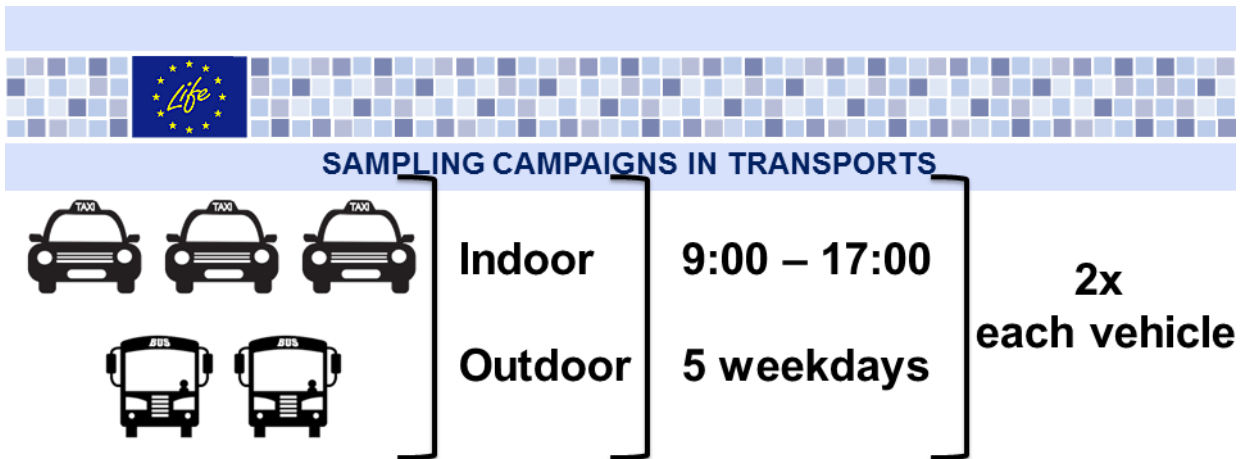 Life
SAMPLING CAMPAIGNS IN TRANSPORTS
TAXI TAXI TAXI
Indoor
9:00 – 17:00
2x
each vehicle
BUS BUS
Outdoor
5 weekdays